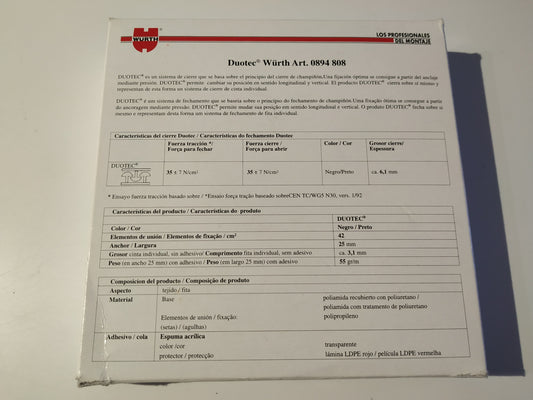 WÜRTH
LOS PROFESIONALES
DEL MONTAJE
Duotec® Würth Art. 0894 808
DUOTEC® es un sistema de cierre que se basa sobre el principio del cierre de champiñón.Una fijación óptima se consigue a partir del anclaje
mediante presión. DUOTEC® permite cambiar su posición en sentido longitudinal y vertical. El producto DUOTEC® cierra sobre si mismo y
representan de esta forma un sistema de cierre de cinta individual.
DUOTEC® é um sistema de fechamento que se baseia sobre o principio do fechamento de champiñon.Uma fixação ótima se consegue a partir
do ancoragem mediante pressão. DUOTEC® permite mudar sua posição em sentido longitudinal e vertical. O produto DUOTEC® fecha sobre si
mesmo e representam desta forma um sistema de fechamento de fita individual.
Características del cierre Duotec / Características do fechamento Duotec
Fuerza tracción */ Fuerza cierre / Color / Cor Grosor cierre/
Força para fechar Força para abrir Espessura
DUOTEC®
35 ± 7 N/cm² 35 ± 7 N/cm² Negro/Preto ca. 6,1 mm
* Ensayo fuerza tracción basado sobre / *Ensaio força tração baseado sobreCEN TC/WG5 N30, vers. 1/92
Características del producto / Características do produto
DUOTEC®
Color / Cor Negro / Preto
Elementos de unión / Elementos de fixação / cm² 42
Anchor / Largura 25 mm
Grosor cinta individual, sin adhesivo/ Comprimento fita individual, sem adesivo ca. 3,1 mm
Peso (en ancho 25 mm) con adhesivo / Peso (em largo 25 mm) com adesivo 55 gr/m
Composicion del producto / Composição de produto
Aspecto tejido / fita
Material Base poliamida recubierto con poliuretano /
poliamida com tratamento de poliuretano /
Elementos de unión / fixação: polipropileno
(setas) / (agulhas)
Adhesivo / cola Espuma acrílica
color /cor transparente
protector / protecção lámina LDPE rojo / película LDPE vermelha